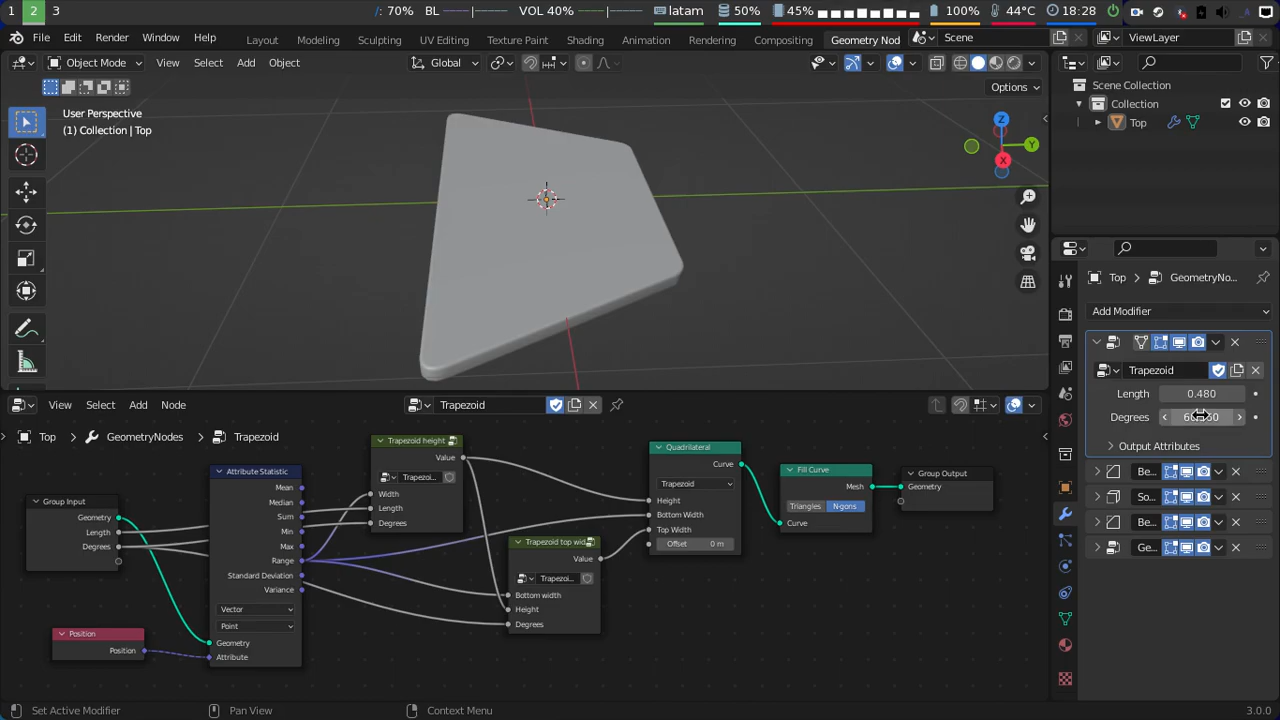 1 2 3 /: 70% BL VOL 40% latam 50% 45% 100% 44°C 18:28
File Edit Render Window Help Layout Modeling Sculpting UV Editing Texture Paint Shading Animation Rendering Compositing Geometry Nod Scene ViewLayer
Object Mode View Select Add Object Global
Options
User Perspective
(1) Collection | Top
Z
Y
X
Scene Collection
Collection
Top
Top GeometryNo...
Add Modifier
Trapezoid
Length 0.480
Degrees
Output Attributes
Be...
So...
Be...
Ge...
View Select Add Node Trapezoid
Top GeometryNodes Trapezoid
Group Input
Geometry
Length
Degrees
Position
Position
Attribute Statistic
Mean
Median
Sum
Min
Max
Range
Standard Deviation
Variance
Vector
Point
Geometry
Attribute
Trapezoid height
Value
Trapezoi...
Width
Length
Degrees
Trapezoid top wid
Value
Trapezoi...
Bottom width
Height
Degrees
Quadrilateral
Curve
Trapezoid
Height
Bottom Width
Top Width
Offset 0 m
Fill Curve
Mesh
Triangles N-gons
Curve
Group Output
Geometry
Set Active Modifier Pan View Context Menu 3.0.0